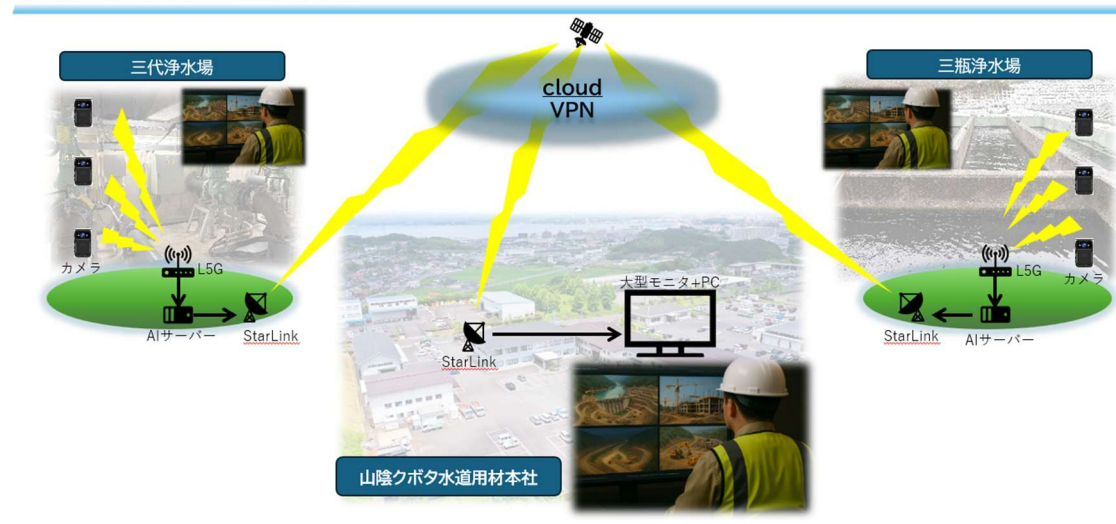 三代浄水場
カメラ
L5G
AIサーバー
StarLink
cloud
VPN
三瓶浄水場
L5G
カメラ
StarLink
AIサーバー
大型モニタ+PC
StarLink
山陰クボタ水道用材本社